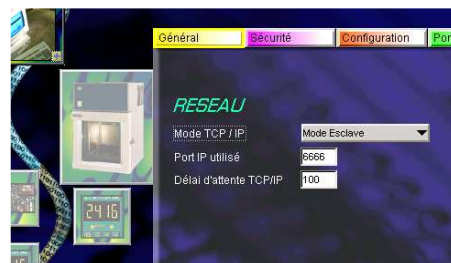 Général Sécurité Configuration Por
RESEAU
Mode TCP / IP Mode Esclave
Port IP utilisé 6666
Délai d'attente TCP/IP 100
2416